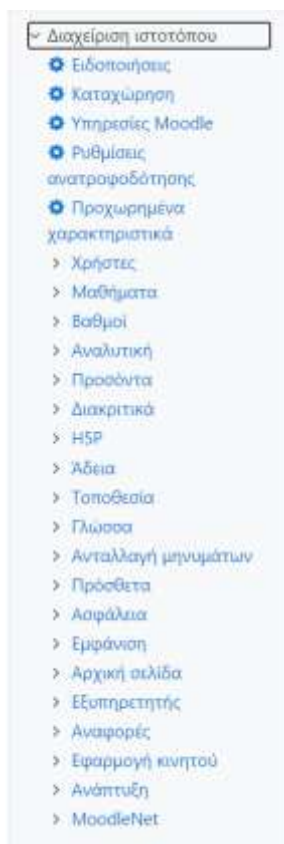 Διαχείριση ιστοτόπου
Ειδοποιήσεις
Καταχώρηση
Υπηρεσίες Moodle
Ρυθμίσεις
ανατροφοδότησης
Προχωρημένα
χαρακτηριστικά
Χρήστες
Μαθήματα
Βαθμοί
Αναλυτική
Προσόντα
Διακριτικά
H5P
Άδεια
Τοποθεσία
Γλώσσα
Ανταλλαγή μηνυμάτων
Πρόσθετα
Ασφάλεια
Εμφάνιση
Αρχική σελίδα
Εξυπηρετητής
Αναφορές
Εφαρμογή κινητού
Ανάπτυξη
MoodleNet